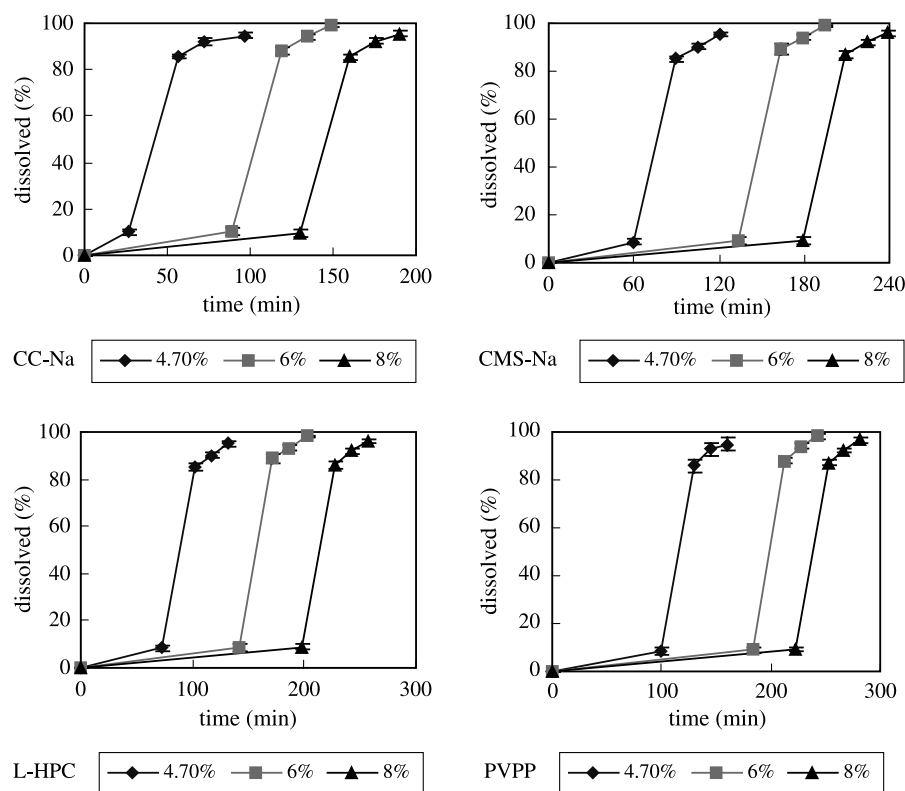 100
80
60
40
20
0
dissolved (%)
0 50 100 150 200
time (min)
CC-Na 4.70% 6% 8%
100
80
60
40
20
0
dissolved (%)
0 60 120 180 240
time (min)
CMS-Na 4.70% 6% 8%
100
80
60
40
20
0
dissolved (%)
0 100 200 300
time (min)
L-HPC 4.70% 6% 8%
100
80
60
40
20
0
dissolved (%)
0 100 200 300
time (min)
PVPP 4.70% 6% 8%